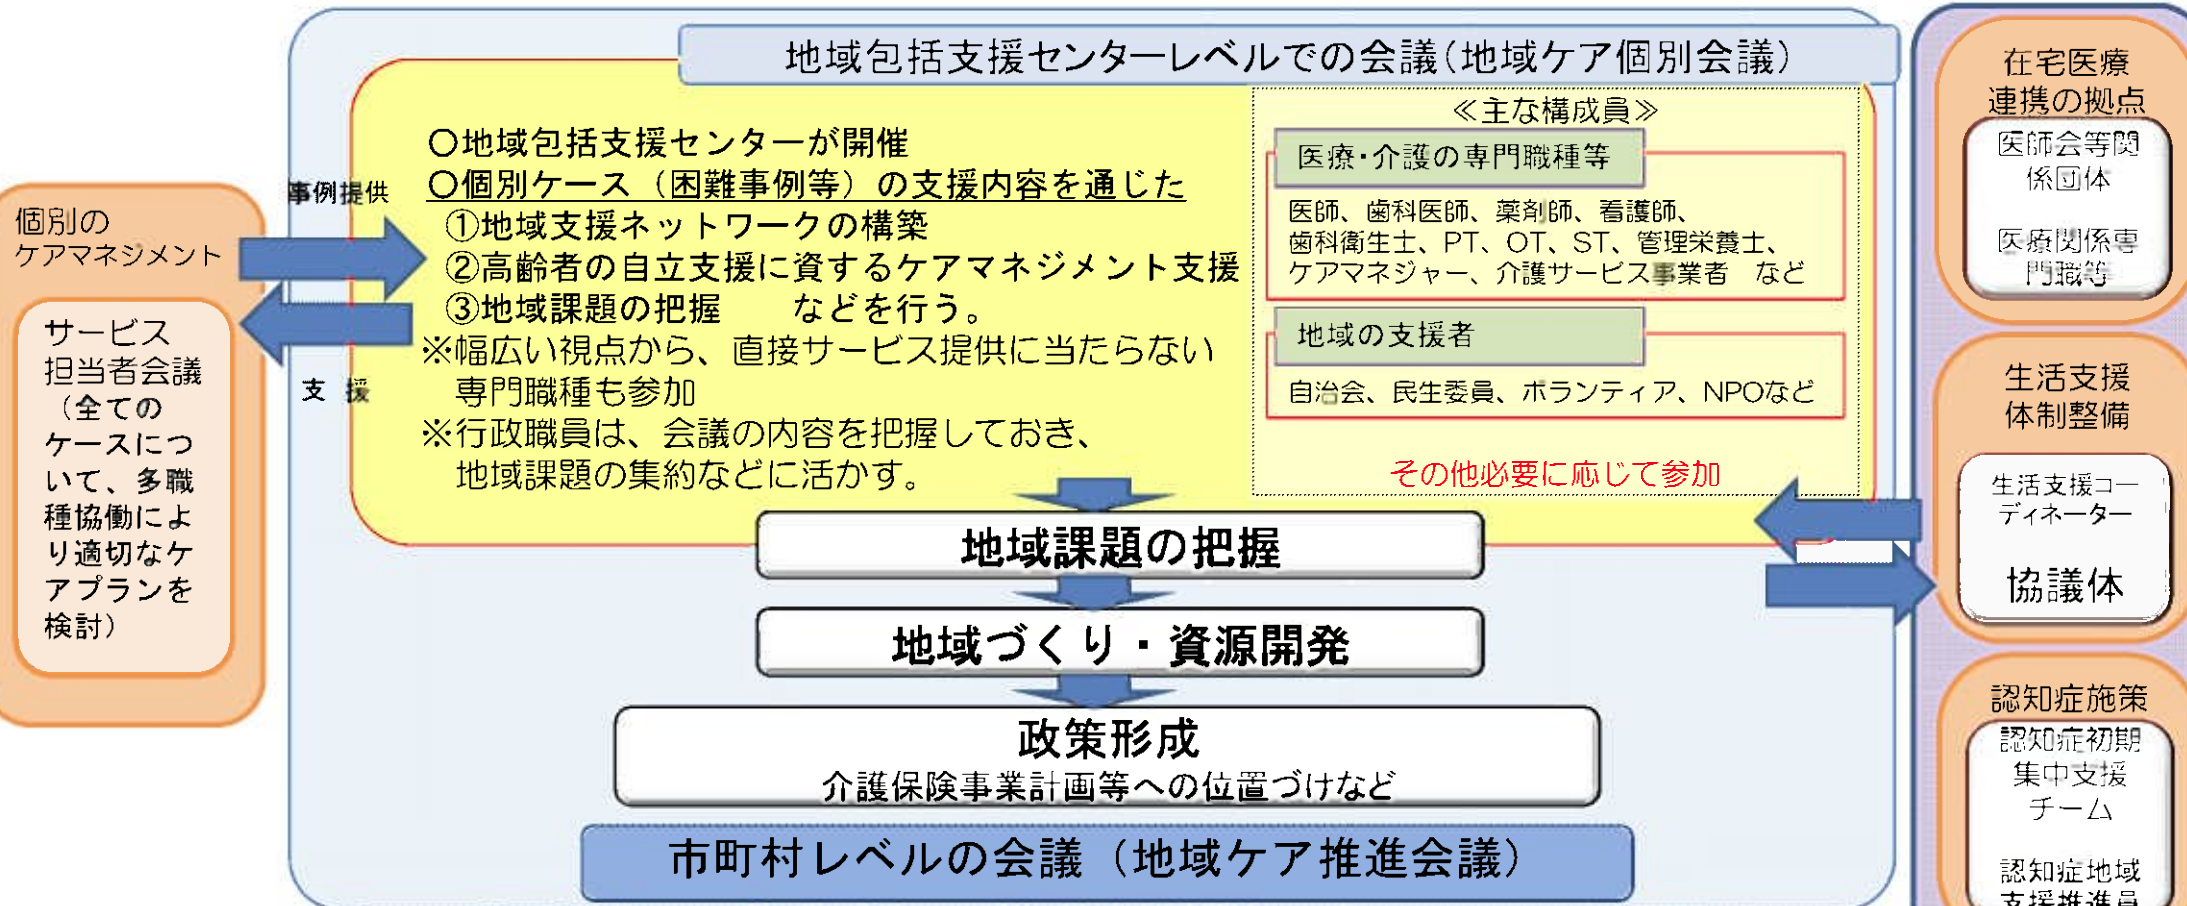 地域包括支援センターレベルでの会議(地域ケア個別会議)
個別の
ケアマネジメント
サービス
担当者会議
（全ての
ケースにつ
いて、多職
種協働によ
り適切なケ
アプランを
検討）
事例提供
支 援
〇地域包括支援センターが開催
〇個別ケース（困難事例等）の支援内容を通じた
①地域支援ネットワークの構築
②高齢者の自立支援に資するケアマネジメント支援
③地域課題の把握　　などを行う。
※幅広い視点から、直接サービス提供に当たらない
専門職種も参加
※行政職員は、会議の内容を把握しておき、
地域課題の集約などに活かす。
≪主な構成員≫
医療･介護の専門職種等
医師、歯科医師、薬剤師、看護師、
歯科衛生士、PT、OT、ST、管理栄養士、
ケアマネジャー、介護サービス事業者　など
地域の支援者
自治会、民生委員、ボランティア、NPOなど
その他必要に応じて参加
地域課題の把握
地域づくり・資源開発
政策形成
介護保険事業計画等への位置づけなど
市町村レベルの会議（地域ケア推進会議）
在宅医療
連携の拠点
医師会等関
係団体
医療関係専
門職等
生活支援
体制整備
生活支援コー
ディネーター
協議体
認知症施策
認知症初期
集中支援
チーム
認知症地域
支援推進員